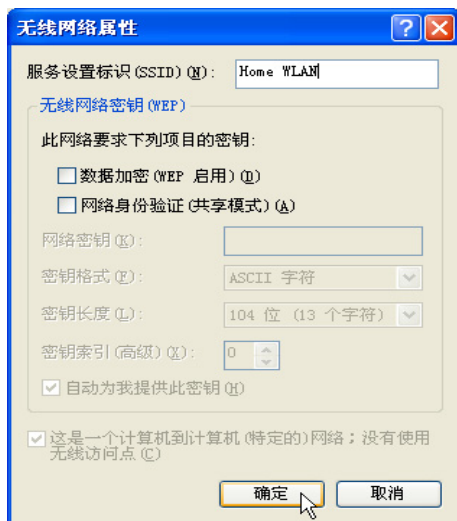 无线网络属性
服务设置标识(SSID)(N): Home WLAN
无线网络密钥(WEP)
此网络要求下列项目的密钥:
数据加密(WEP 启用)(D)
网络身份验证(共享模式)(A)
网络密钥(K):
密钥格式(F): ASCII 字符
密钥长度(L): 104 位 (13 个字符)
密钥索引(高级)(X): 0
自动为我提供此密钥(H)
这是一个计算机到计算机(特定的)网络；没有使用
无线访问点(C)
确定 取消